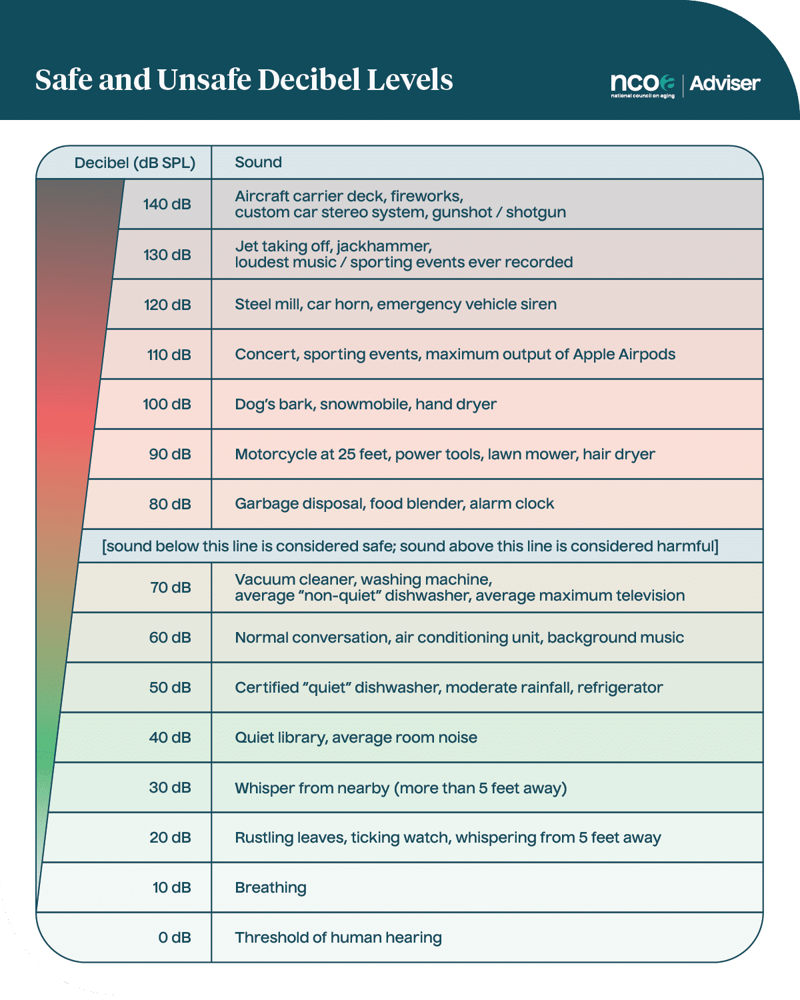 Safe and Unsafe Decibel Levels
ncoa | Adviser
national council on aging
Decibel (dB SPL) Sound
140 dB Aircraft carrier deck, fireworks,
custom car stereo system, gunshot / shotgun
130 dB Jet taking off, jackhammer,
loudest music / sporting events ever recorded
120 dB Steel mill, car horn, emergency vehicle siren
110 dB Concert, sporting events, maximum output of Apple Airpods
100 dB Dog’s bark, snowmobile, hand dryer
90 dB Motorcycle at 25 feet, power tools, lawn mower, hair dryer
80 dB Garbage disposal, food blender, alarm clock
[sound below this line is considered safe; sound above this line is considered harmful]
70 dB Vacuum cleaner, washing machine,
average “non-quiet” dishwasher, average maximum television
60 dB Normal conversation, air conditioning unit, background music
50 dB Certified “quiet” dishwasher, moderate rainfall, refrigerator
40 dB Quiet library, average room noise
30 dB Whisper from nearby (more than 5 feet away)
20 dB Rustling leaves, ticking watch, whispering from 5 feet away
10 dB Breathing
0 dB Threshold of human hearing